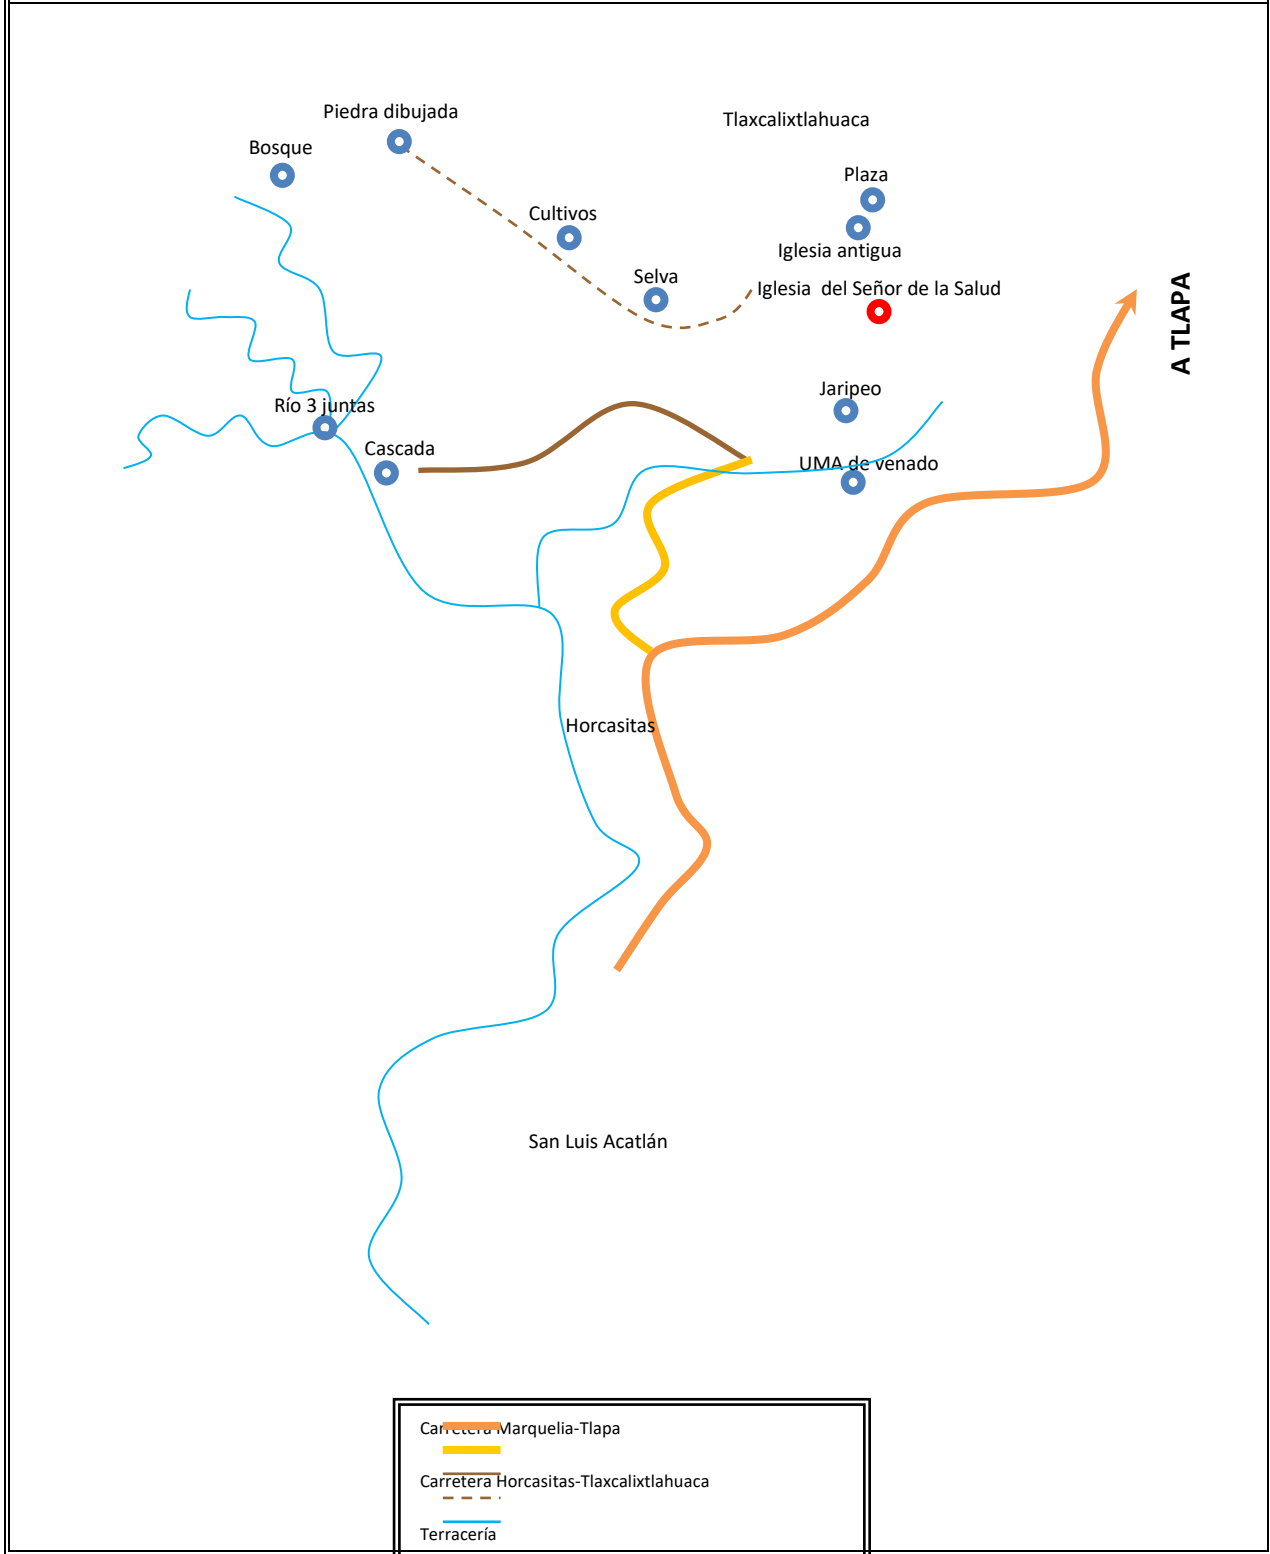 Piedra dibujada
Tlaxcalixtlahuaca
Bosque
Plaza
Cultivos
Iglesia antigua
Selva
Iglesia del Señor de la Salud
A TLAPA
Jaripeo
Río 3 juntas
Cascada
UMA de venado
Horcasitas
San Luis Acatlán
Carretera Marquelia-Tlapa
Carretera Horcasitas-Tlaxcalixtlahuaca
Terracería